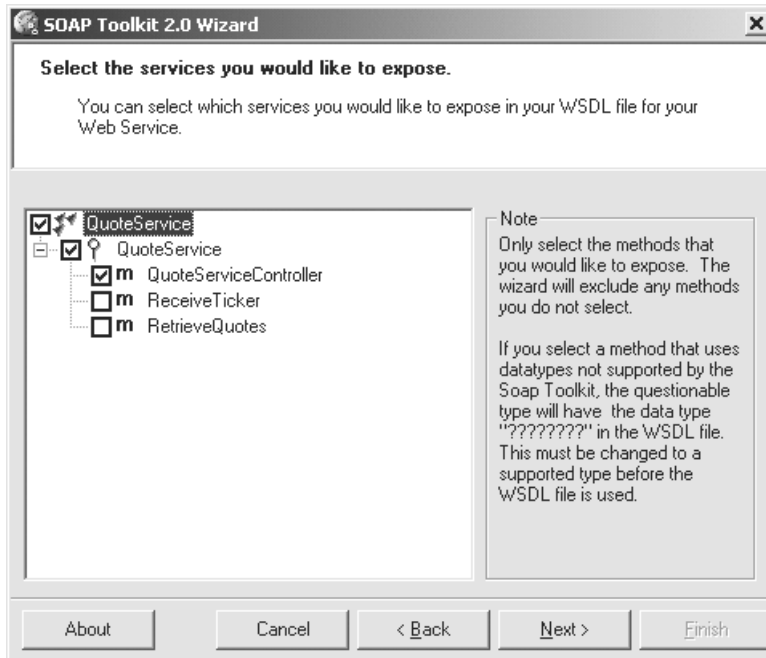 SOAP Toolkit 2.0 Wizard
Select the services you would like to expose.
You can select which services you would like to expose in your WSDL file for your
Web Service.
QuoteService
QuoteService
m QuoteServiceController
m ReceiveTicker
m RetrieveQuotes
Note
Only select the methods that
you would like to expose. The
wizard will exclude any methods
you do not select.
If you select a method that uses
datatypes not supported by the
Soap Toolkit, the questionable
type will have the data type
"????????" in the WSDL file.
This must be changed to a
supported type before the
WSDL file is used.
About
Cancel
< Back
Next >
Finish